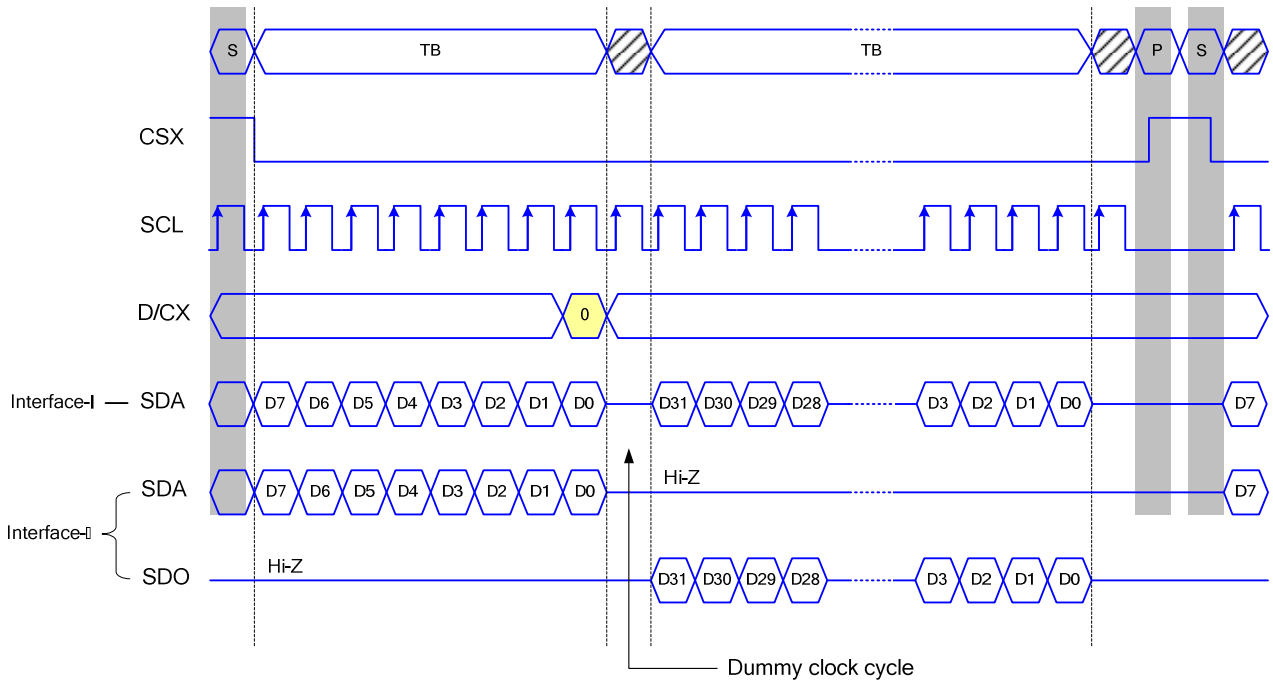 S TB TB P S
CSX
SCL
D/CX 0
Interface-I SDA D7 D6 D5 D4 D3 D2 D1 D0 D31 D30 D29 D28 D3 D2 D1 D0 D7
SDA D7 D6 D5 D4 D3 D2 D1 D0 Hi-Z D7
Interface-▯
SDO Hi-Z D31 D30 D29 D28 D3 D2 D1 D0
Dummy clock cycle